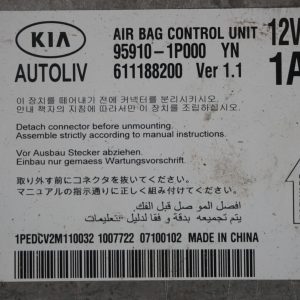 KIA AIR BAG CONTROL UNIT 12V
95910-1P000 YN 1A
AUTOLIV 611188200 Ver 1.1
이 장치를 떼어내기 전에 커넥터를 분리하십시오.
안내 책자의 지침에 따라서만 이 장치를 조립하십시오.
Detach connector before unmounting.
Assemble strictly according to manual instructions.
Vor Ausbau Stecker abziehen.
Einbau nur gemaess Wartungsvorschrift.
取り外す前にコネクタを抜いてください。
マニュアルの指示通りに正しく組み付けてください。
افصل الموصل قبل الفك
يتم تجميعه بدقة و فقا لدليل التعليمات
1PEDCV2M110032 1007722 07100102 MADE IN CHINA